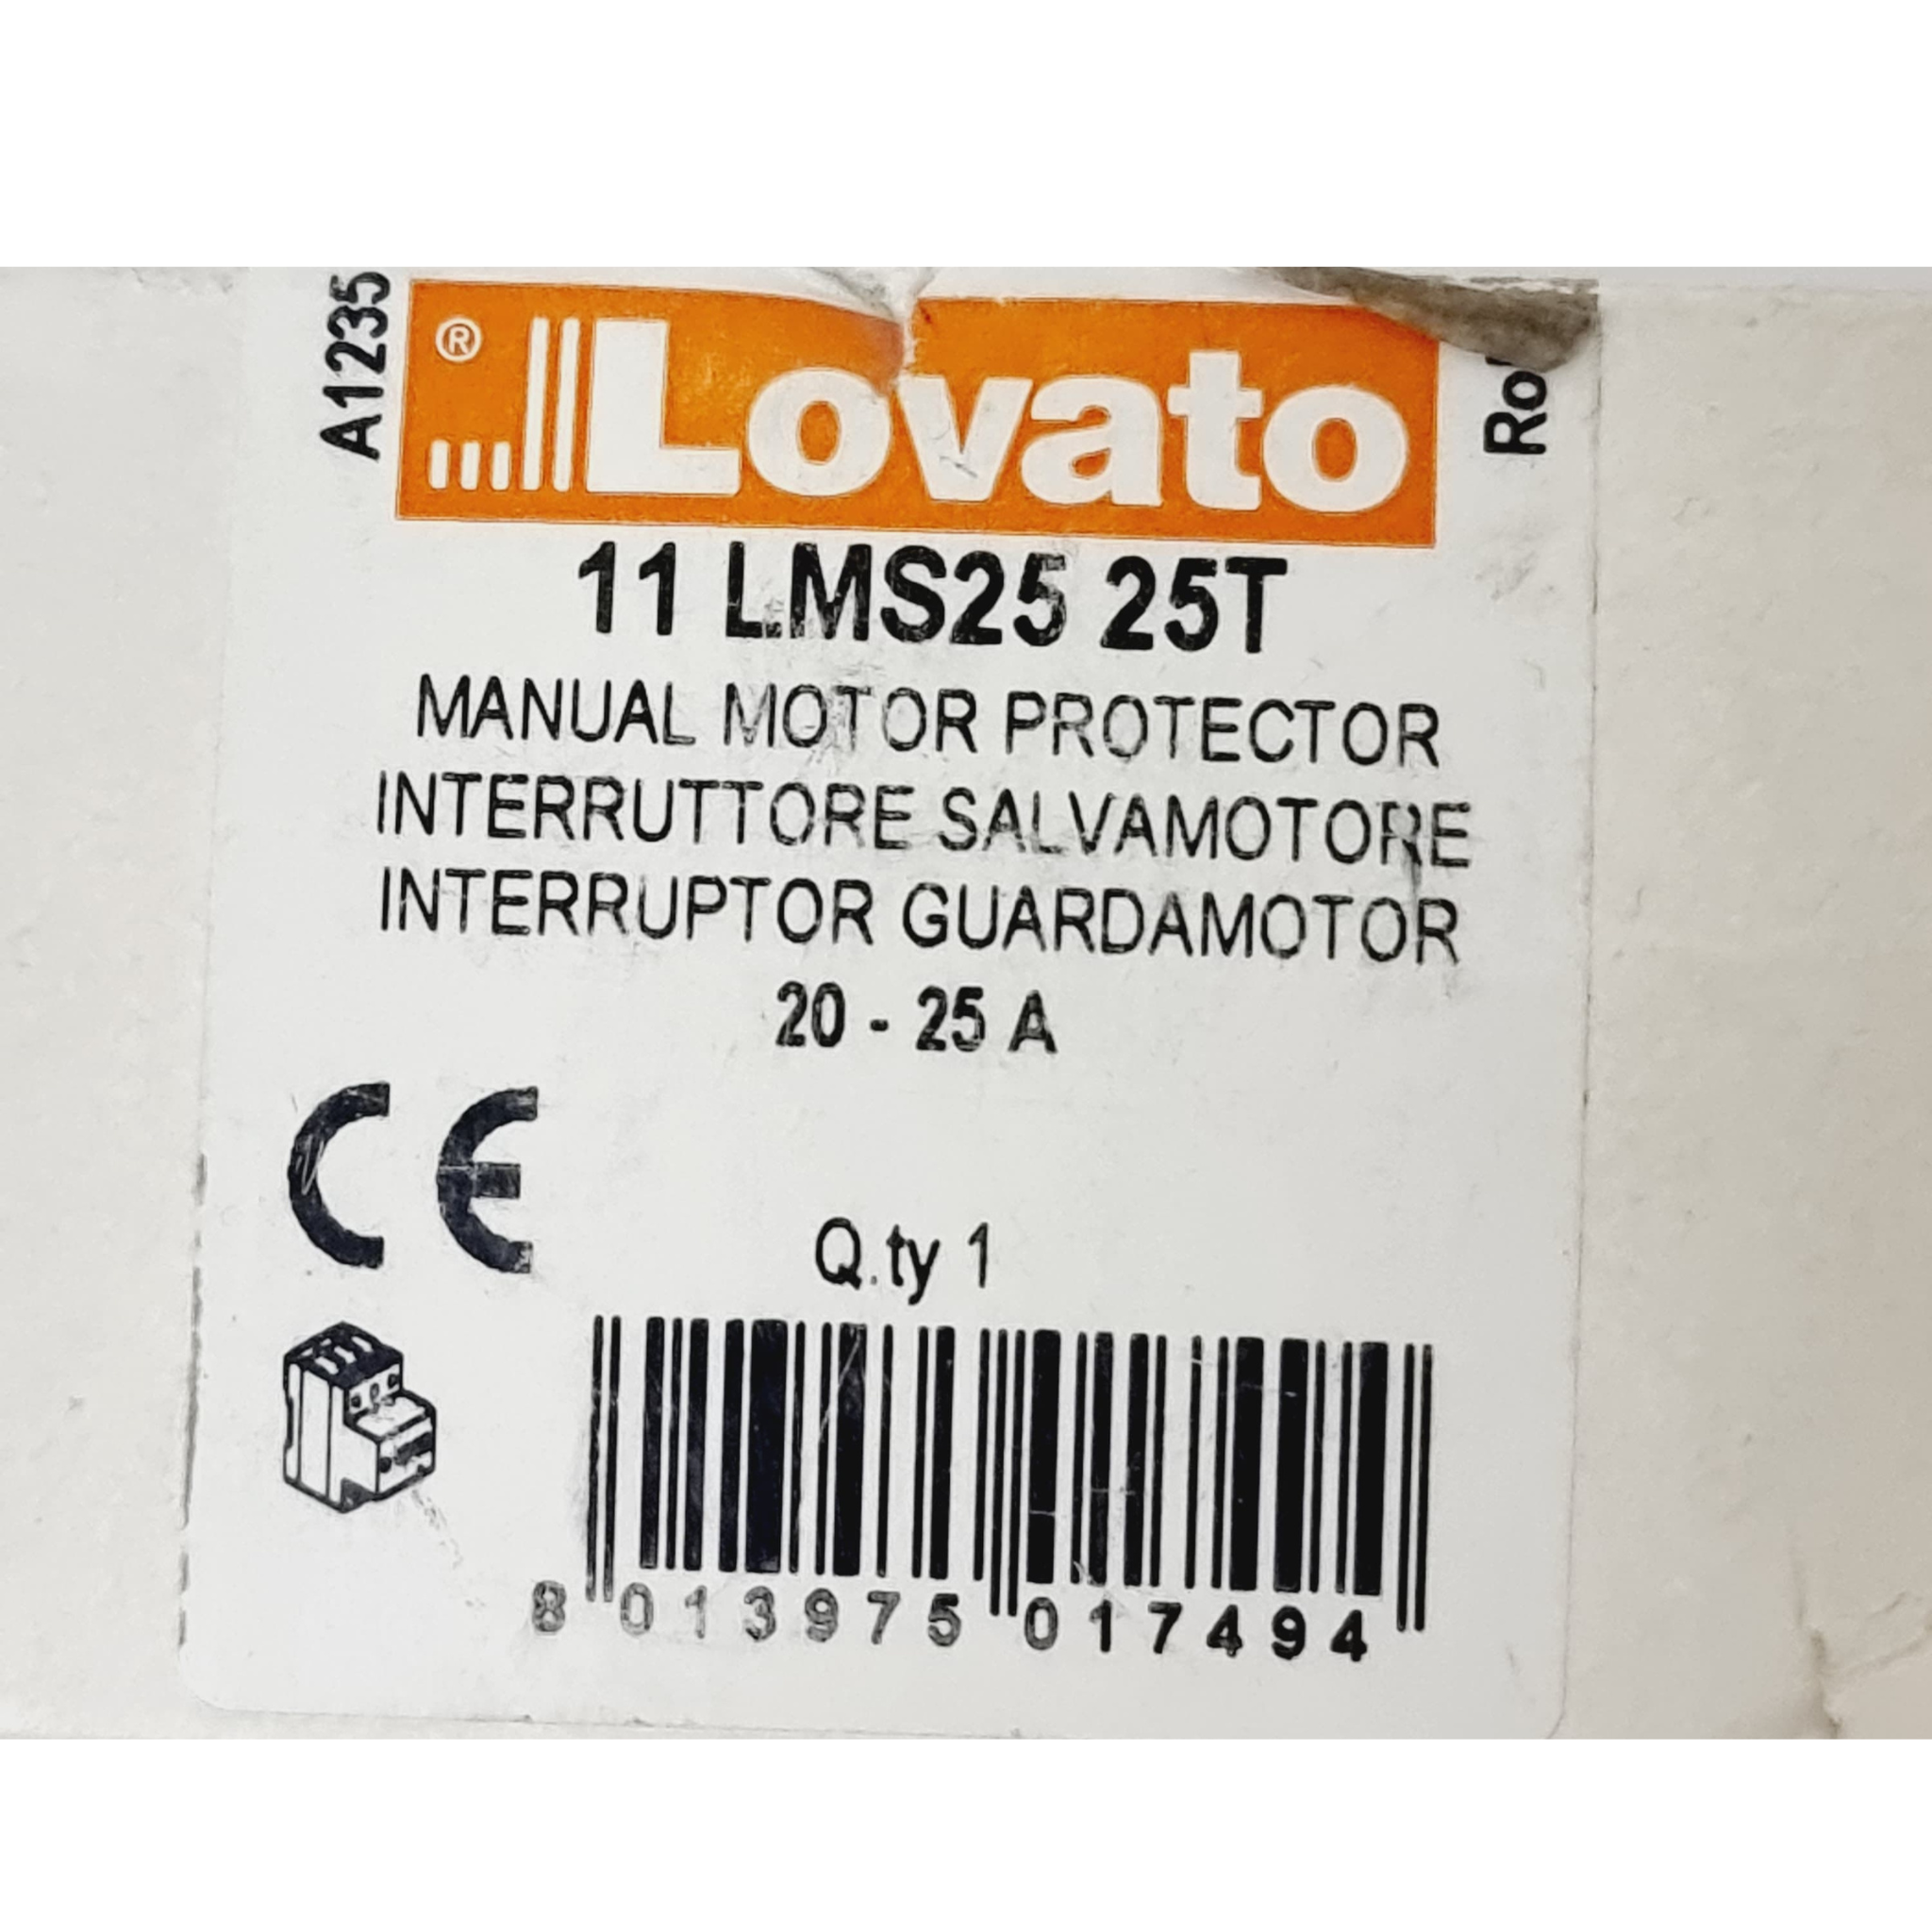 A1235
® Lovato
Ro
11 LMS25 25T
MANUAL MOTOR PROTECTOR
INTERRUTTORE SALVAMOTORE
INTERRUPTOR GUARDAMOTOR
20 - 25 A
CE
Q.ty 1
8 013975 017494